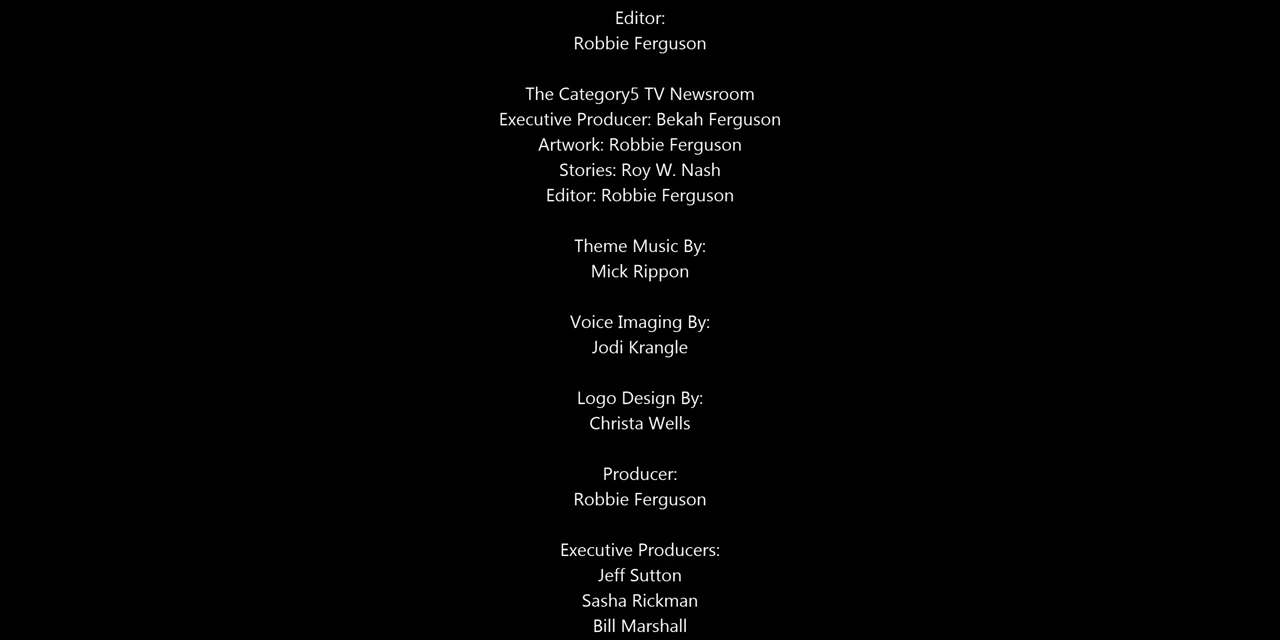 Editor:
Robbie Ferguson
The Category5 TV Newsroom
Executive Producer: Bekah Ferguson
Artwork: Robbie Ferguson
Stories: Roy W. Nash
Editor: Robbie Ferguson
Theme Music By:
Mick Rippon
Voice Imaging By:
Jodi Krangle
Logo Design By:
Christa Wells
Producer:
Robbie Ferguson
Executive Producers:
Jeff Sutton
Sasha Rickman
Bill Marshall